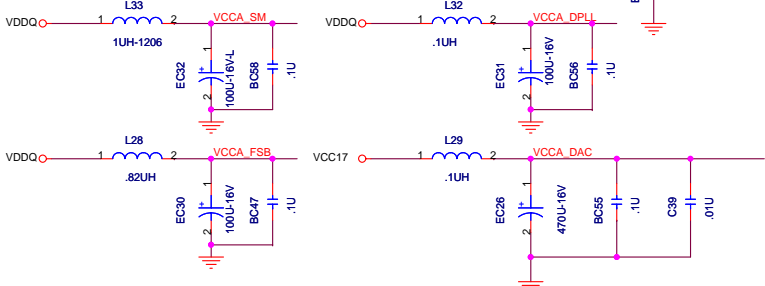 L33
VDDQ 1 2 VCCA_SM
1UH-1206
1
EC32
+
100U-16V-L
2
BC58
.1U
L32
VDDQ 1 2 VCCA_DPLL
.1UH
1
EC31
+
100U-16V
2
BC56
.1U
L28
VDDQ 1 2 VCCA_FSB
.82UH
1
EC30
+
100U-16V
2
BC47
.1U
L29
VCC17 1 2 VCCA_DAC
.1UH
1
EC26
+
470U-16V
2
BC55
.1U
C39
.01U